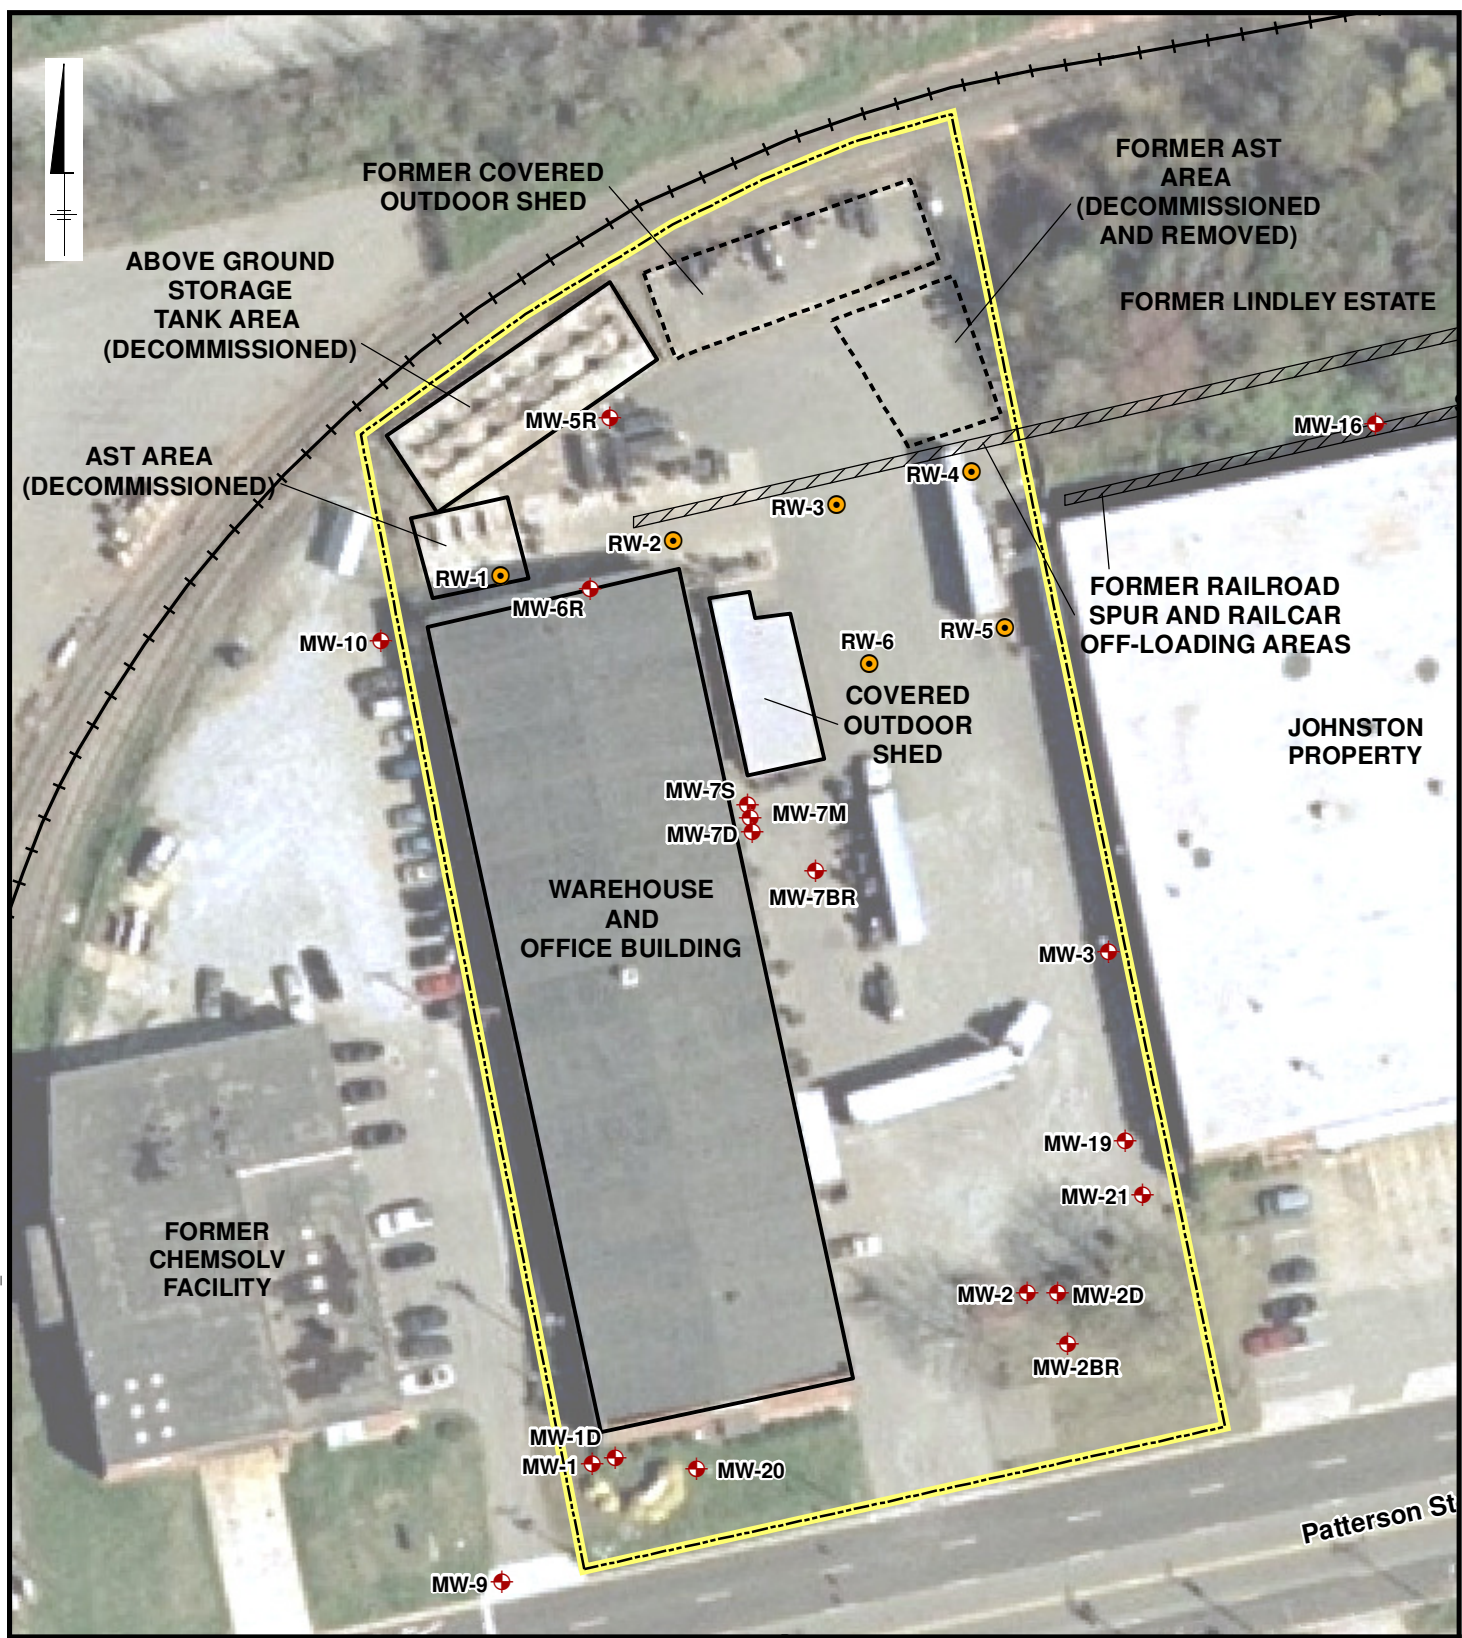 FORMER COVERED
OUTDOOR SHED
FORMER AST
AREA
(DECOMMISSIONED
AND REMOVED)
ABOVE GROUND
STORAGE
TANK AREA
(DECOMMISSIONED)
FORMER LINDLEY ESTATE
MW-5R
MW-16
AST AREA
(DECOMMISSIONED)
RW-4
RW-3
RW-2
RW-1
MW-6R
FORMER RAILROAD
SPUR AND RAILCAR
OFF-LOADING AREAS
MW-10
RW-5
RW-6
COVERED
OUTDOOR
SHED
JOHNSTON
PROPERTY
MW-7S
MW-7M
MW-7D
MW-7BR
WAREHOUSE
AND
OFFICE BUILDING
MW-3
MW-19
MW-21
FORMER
CHEMSOLV
FACILITY
MW-2
MW-2D
MW-2BR
MW-1D
MW-1
MW-20
Patterson St
MW-9